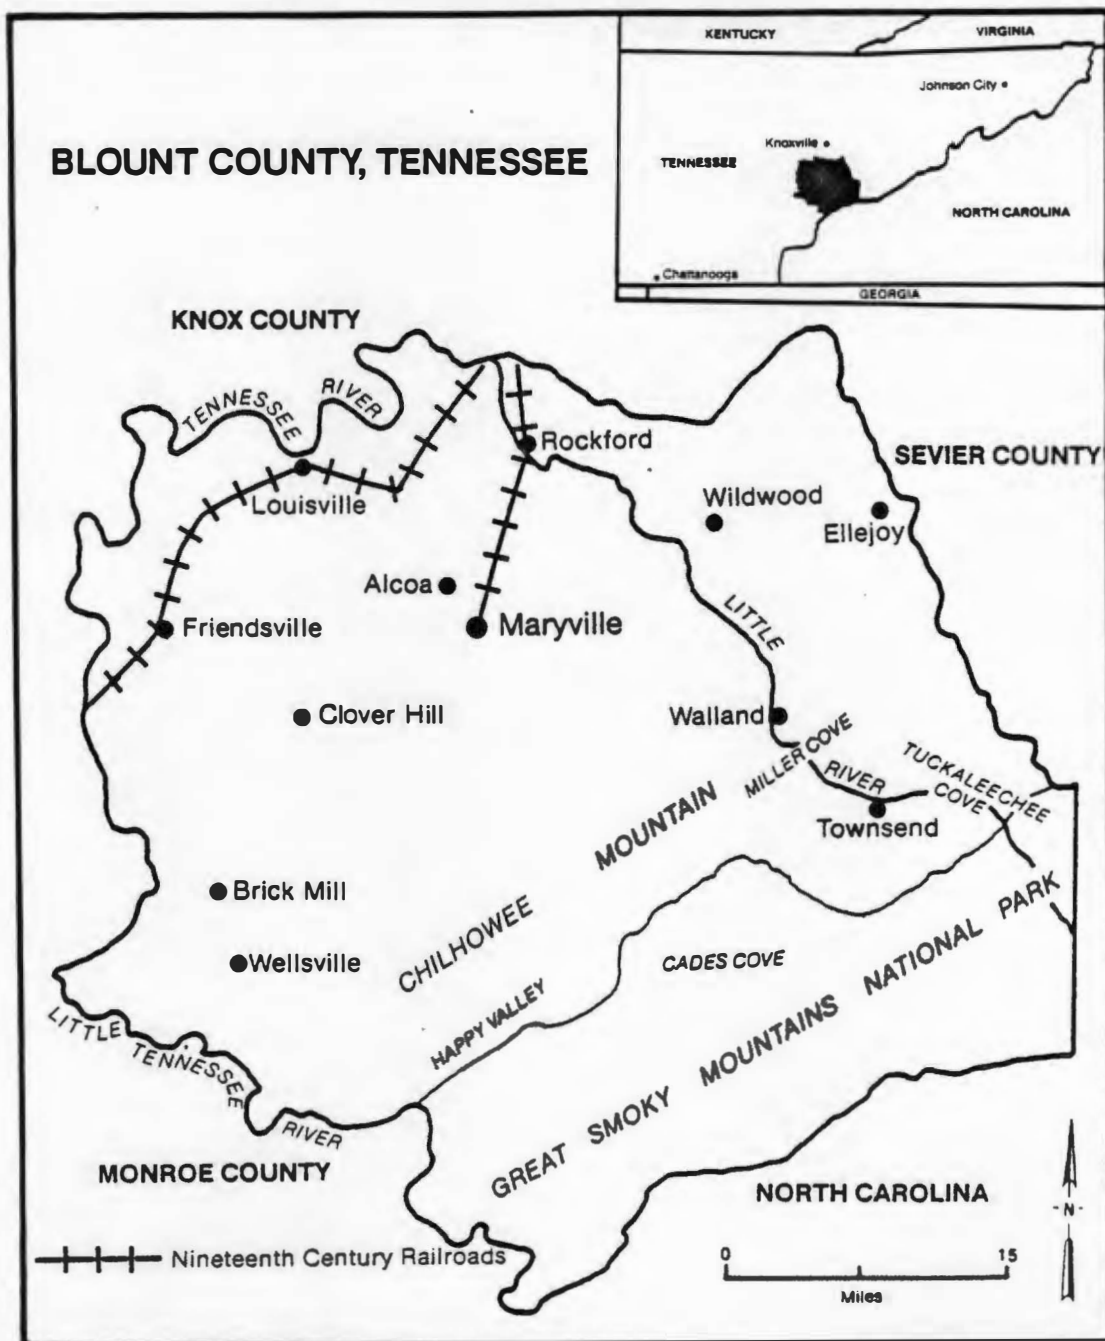 BLOUNT COUNTY, TENNESSEE
KENTUCKY
VIRGINIA
Johnson City
Knoxville
TENNESSEE
NORTH CAROLINA
Chattanooga
GEORGIA
KNOX COUNTY
TENNESSEE RIVER
Rockford
SEVIER COUNTY
Louisville
Wildwood
Ellejoy
Alcoa
Friendsville
Maryville
LITTLE RIVER
Clover Hill
Walland
MILLER COVE
TUCKALEECHEE
COVE
Townsend
CHILHOWEE MOUNTAIN
Brick Mill
Wellsville
CADES COVE
HAPPY VALLEY
GREAT SMOKY MOUNTAINS NATIONAL PARK
LITTLE TENNESSEE RIVER
MONROE COUNTY
NORTH CAROLINA
N
Nineteenth Century Railroads
0 15
Miles